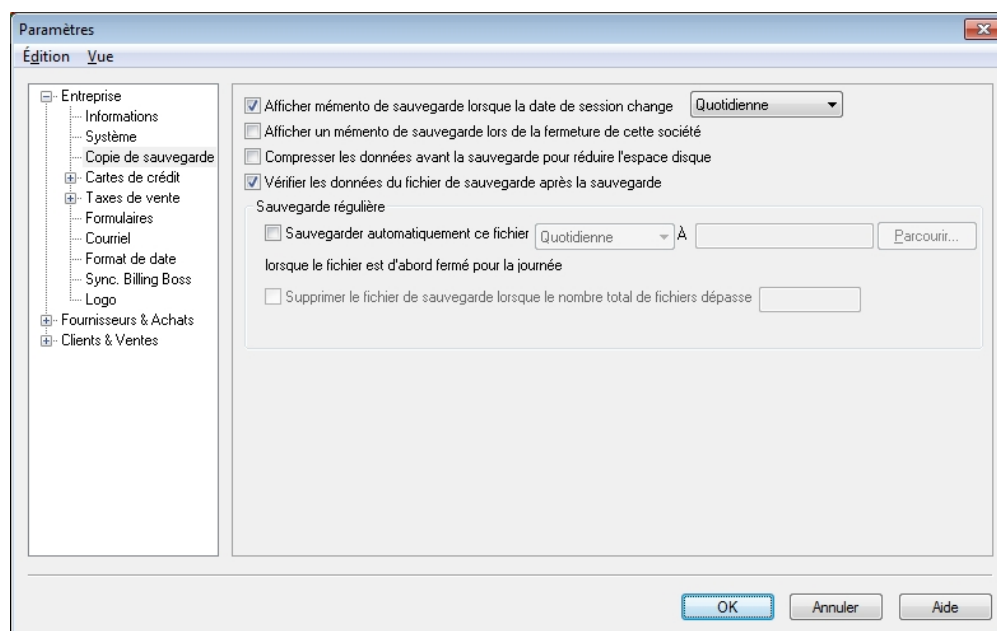 Paramètres
Édition Vue
Entreprise
Informations
Système
Copie de sauvegarde
Cartes de crédit
Taxes de vente
Formulaires
Courriel
Format de date
Sync. Billing Boss
Logo
Fournisseurs & Achats
Clients & Ventes
Afficher mémento de sauvegarde lorsque la date de session change Quotidienne
Afficher un mémento de sauvegarde lors de la fermeture de cette société
Compresser les données avant la sauvegarde pour réduire l'espace disque
Vérifier les données du fichier de sauvegarde après la sauvegarde
Sauvegarde régulière
Sauvegarder automatiquement ce fichier Quotidienne À Parcourir...
lorsque le fichier est d'abord fermé pour la journée
Supprimer le fichier de sauvegarde lorsque le nombre total de fichiers dépasse
OK Annuler Aide